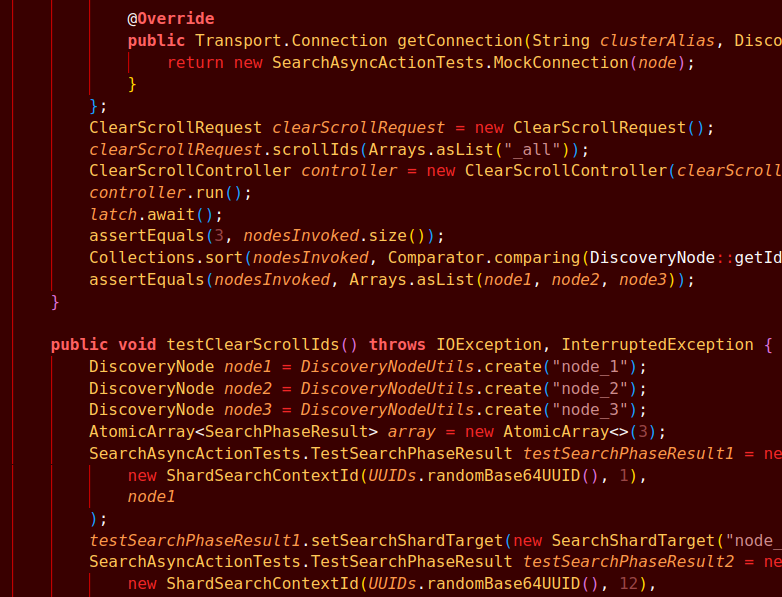 @Override
public Transport.Connection getConnection(String clusterAlias, Disco
return new SearchAsyncActionTests.MockConnection(node);
}
};
ClearScrollRequest clearScrollRequest = new ClearScrollRequest();
clearScrollRequest.scrollIds(Arrays.asList("_all"));
ClearScrollController controller = new ClearScrollController(clearScroll
controller.run();
latch.await();
assertEquals(3, nodesInvoked.size());
Collections.sort(nodesInvoked, Comparator.comparing(DiscoveryNode::getId
assertEquals(nodesInvoked, Arrays.asList(node1, node2, node3));
}
public void testClearScrollIds() throws IOException, InterruptedException {
DiscoveryNode node1 = DiscoveryNodeUtils.create("node_1");
DiscoveryNode node2 = DiscoveryNodeUtils.create("node_2");
DiscoveryNode node3 = DiscoveryNodeUtils.create("node_3");
AtomicArray<SearchPhaseResult> array = new AtomicArray<>(3);
SearchAsyncActionTests.TestSearchPhaseResult testSearchPhaseResult1 = ne
new ShardSearchContextId(UUIDs.randomBase64UUID(), 1),
node1
);
testSearchPhaseResult1.setSearchShardTarget(new SearchShardTarget("node_
SearchAsyncActionTests.TestSearchPhaseResult testSearchPhaseResult2 = ne
new ShardSearchContextId(UUIDs.randomBase64UUID(), 12),